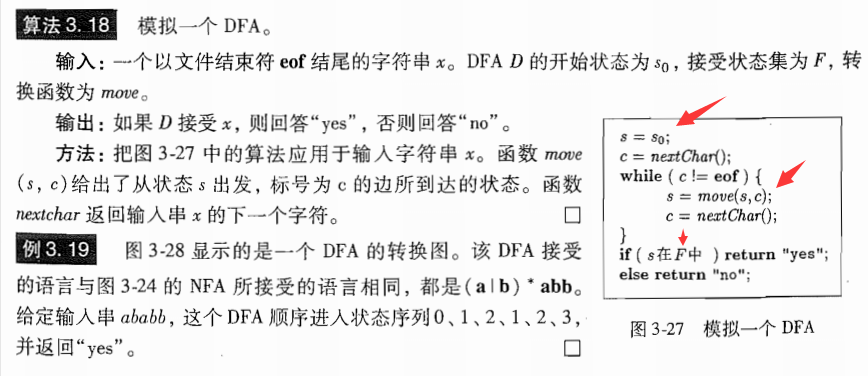 算法3.18 模拟一个 DFA。
输入：一个以文件结束符 eof 结尾的字符串 x。DFA D 的开始状态为 s₀，接受状态集为 F，转
换函数为 move。
输出：如果 D 接受 x，则回答“yes”，否则回答“no”。
方法：把图 3-27 中的算法应用于输入字符串 x。函数 move
(s, c)给出了从状态 s 出发，标号为 c 的边所到达的状态。函数
nextchar 返回输入串 x 的下一个字符。 □
例3.19 图 3-28 显示的是一个 DFA 的转换图。该 DFA 接受
的语言与图 3-24 的 NFA 所接受的语言相同，都是(a|b)*abb。
给定输入串 ababb，这个 DFA 顺序进入状态序列 0、1、2、1、2、3，
并返回“yes”。 □
s = s₀;
c = nextChar();
while ( c != eof ) {
s = move(s,c);
c = nextChar();
}
if ( s在F中 ) return "yes";
else return "no";
图 3-27 模拟一个 DFA